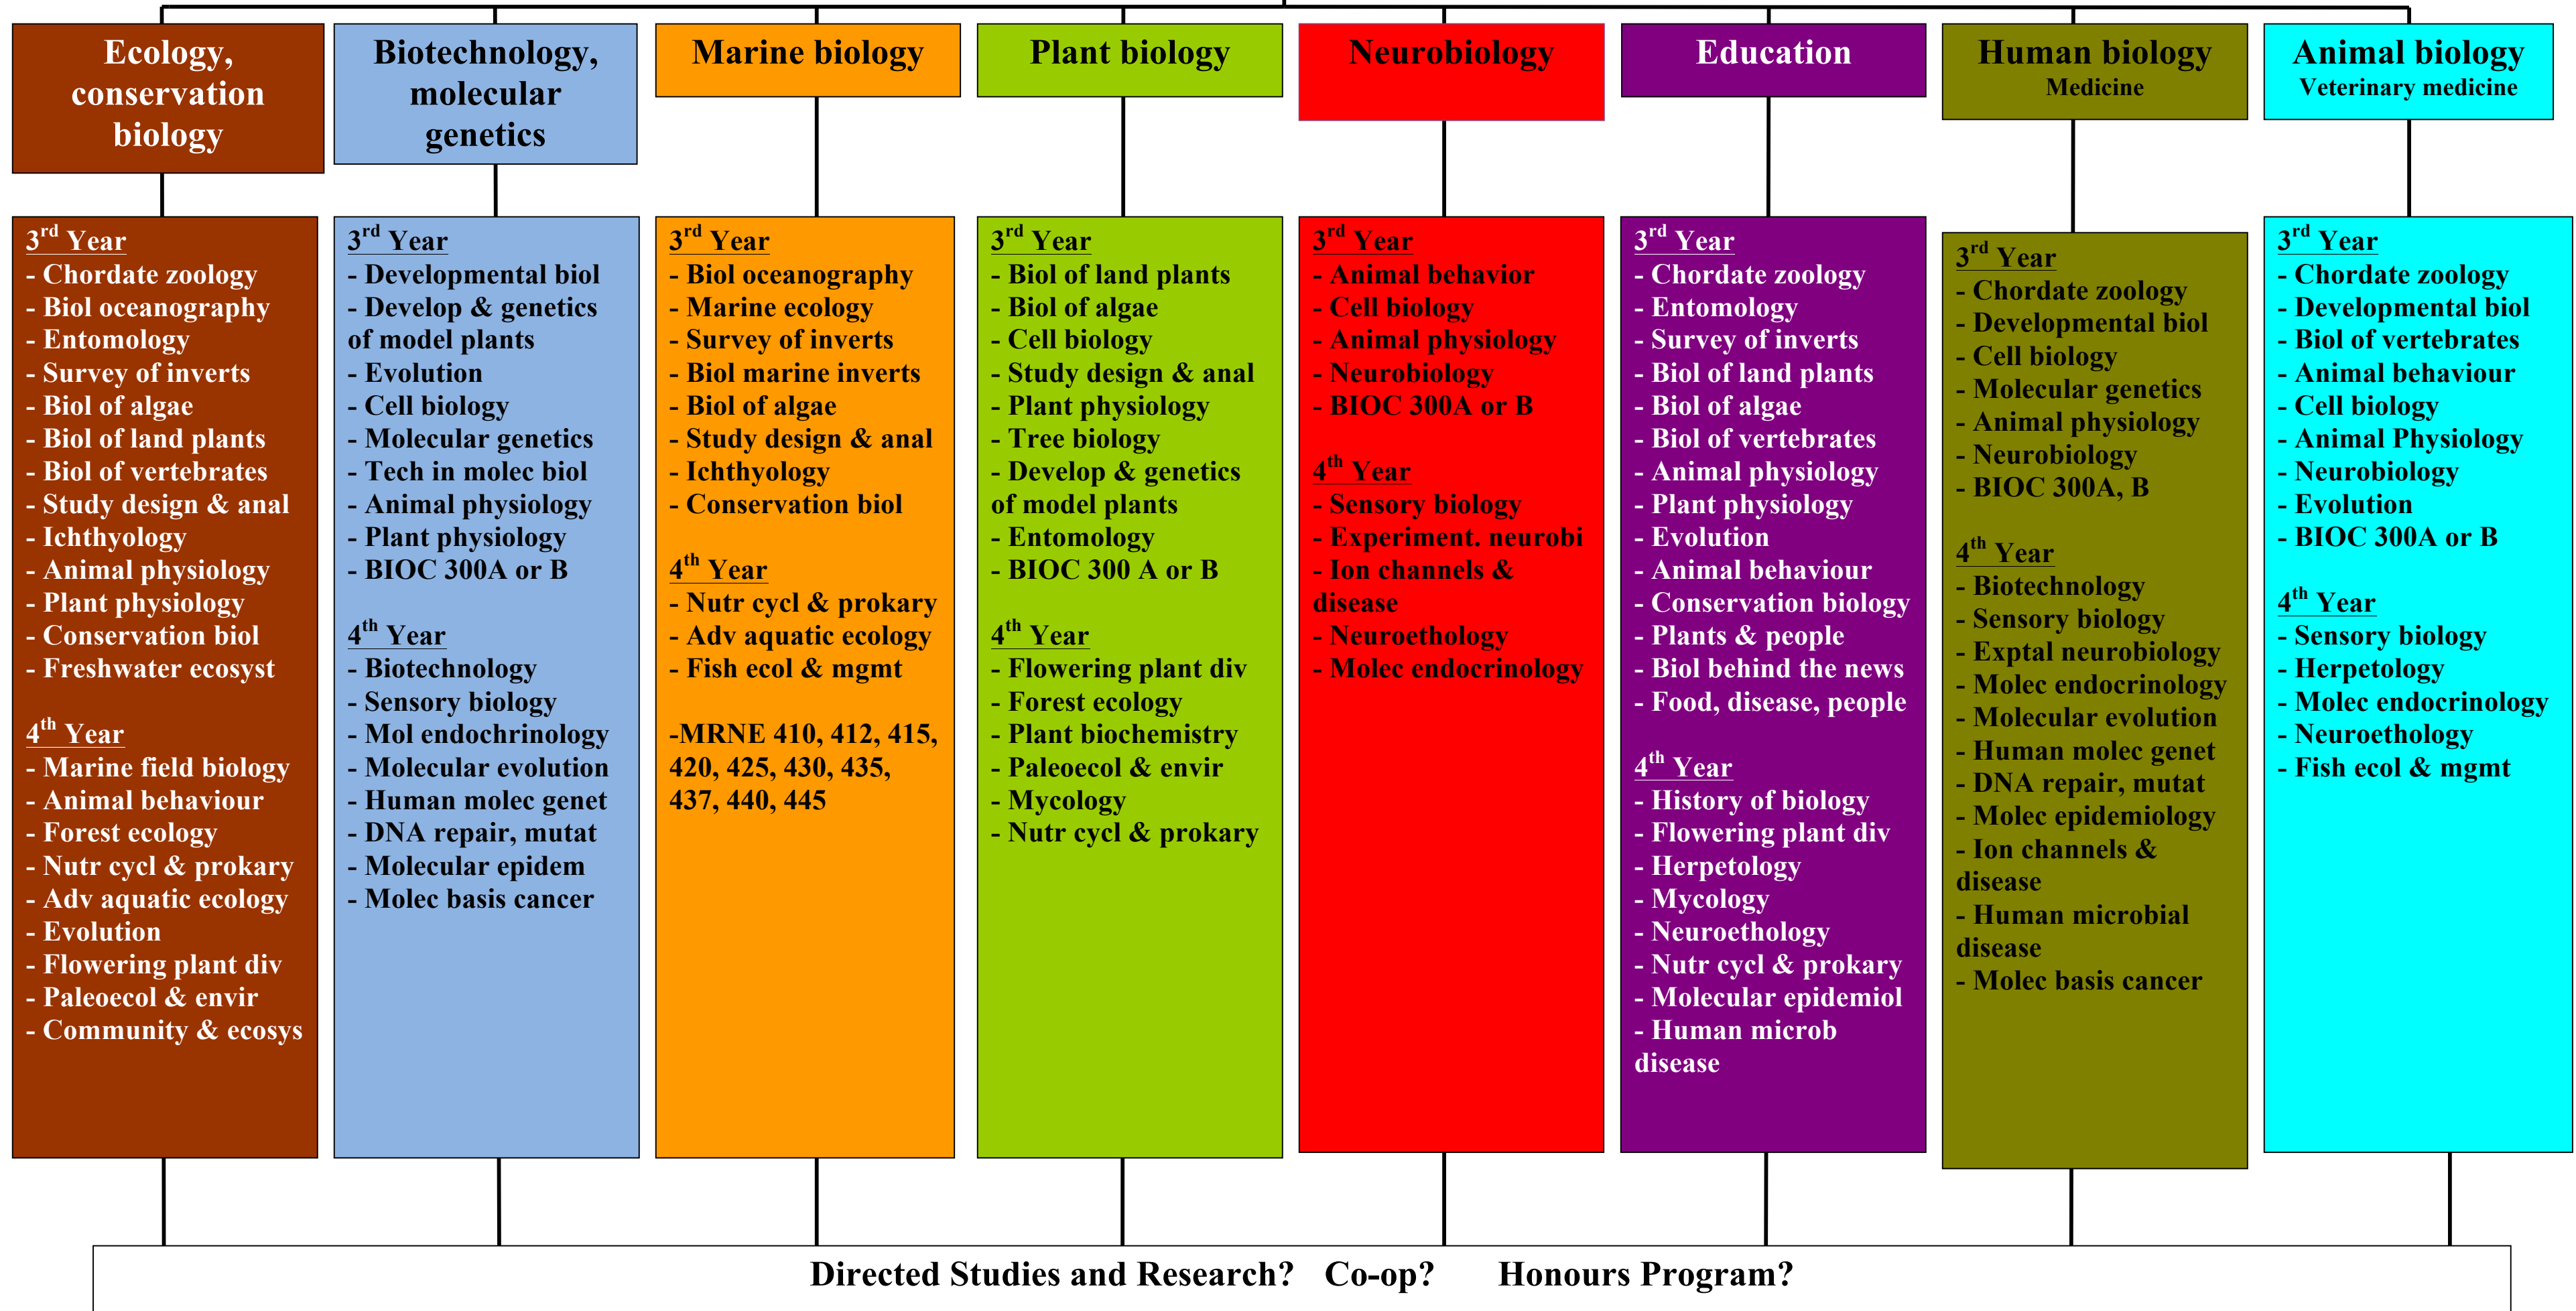 Ecology,
conservation
biology
Biotechnology,
molecular
genetics
Marine biology
Plant biology
Neurobiology
Education
Human biology
Medicine
Animal biology
Veterinary medicine
3rd Year
- Chordate zoology
- Biol oceanography
- Entomology
- Survey of inverts
- Biol of algae
- Biol of land plants
- Biol of vertebrates
- Study design & anal
- Ichthyology
- Animal physiology
- Plant physiology
- Conservation biol
- Freshwater ecosyst
4th Year
- Marine field biology
- Animal behaviour
- Forest ecology
- Nutr cycl & prokary
- Adv aquatic ecology
- Evolution
- Flowering plant div
- Paleoecol & envir
- Community & ecosys
3rd Year
- Developmental biol
- Develop & genetics
of model plants
- Evolution
- Cell biology
- Molecular genetics
- Tech in molec biol
- Animal physiology
- Plant physiology
- BIOC 300A or B
4th Year
- Biotechnology
- Sensory biology
- Mol endochrinology
- Molecular evolution
- Human molec genet
- DNA repair, mutat
- Molecular epidem
- Molec basis cancer
3rd Year
- Biol oceanography
- Marine ecology
- Survey of inverts
- Biol marine inverts
- Biol of algae
- Study design & anal
- Ichthyology
- Conservation biol
4th Year
- Nutr cycl & prokary
- Adv aquatic ecology
- Fish ecol & mgmt
-MRNE 410, 412, 415,
420, 425, 430, 435,
437, 440, 445
3rd Year
- Biol of land plants
- Biol of algae
- Cell biology
- Study design & anal
- Plant physiology
- Tree biology
- Develop & genetics
of model plants
- Entomology
- BIOC 300 A or B
4th Year
- Flowering plant div
- Forest ecology
- Plant biochemistry
- Paleoecol & envir
- Mycology
- Nutr cycl & prokary
3rd Year
- Animal behavior
- Cell biology
- Animal physiology
- Neurobiology
- BIOC 300A or B
4th Year
- Sensory biology
- Experiment. neurobi
- Ion channels &
disease
- Neuroethology
- Molec endocrinology
3rd Year
- Chordate zoology
- Entomology
- Survey of inverts
- Biol of land plants
- Biol of algae
- Biol of vertebrates
- Animal physiology
- Plant physiology
- Evolution
- Animal behaviour
- Conservation biology
- Plants & people
- Biol behind the news
- Food, disease, people
4th Year
- History of biology
- Flowering plant div
- Herpetology
- Mycology
- Neuroethology
- Nutr cycl & prokary
- Molecular epidemiol
- Human microb
disease
3rd Year
- Chordate zoology
- Developmental biol
- Cell biology
- Molecular genetics
- Animal physiology
- Neurobiology
- BIOC 300A, B
4th Year
- Biotechnology
- Sensory biology
- Exptal neurobiology
- Molec endocrinology
- Molecular evolution
- Human molec genet
- DNA repair, mutat
- Molec epidemiology
- Ion channels &
disease
- Human microbial
disease
- Molec basis cancer
3rd Year
- Chordate zoology
- Developmental biol
- Biol of vertebrates
- Animal behaviour
- Cell biology
- Animal Physiology
- Neurobiology
- Evolution
- BIOC 300A or B
4th Year
- Sensory biology
- Herpetology
- Molec endocrinology
- Neuroethology
- Fish ecol & mgmt
Directed Studies and Research? Co-op? Honours Program?